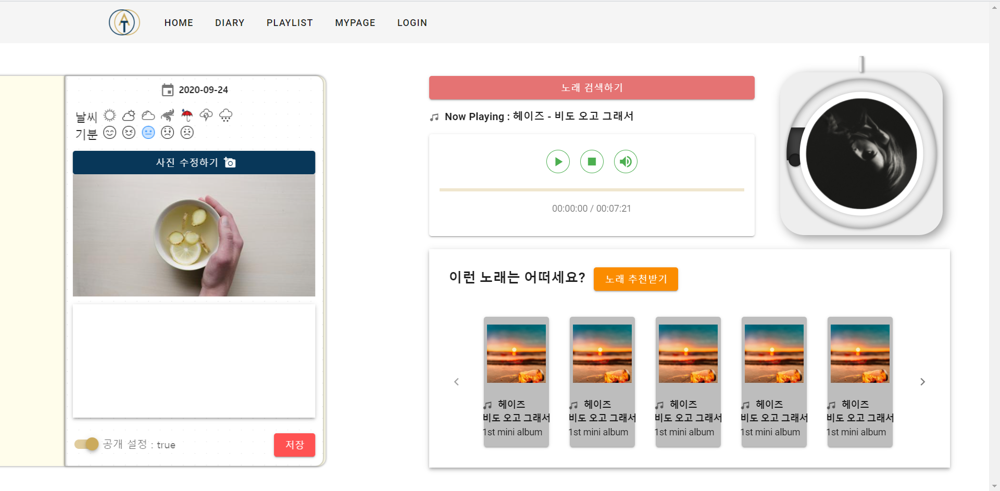 AT
HOME DIARY PLAYLIST MYPAGE LOGIN
2020-09-24
날씨
기분
사진 수정하기
공개 설정 : true
저장
노래 검색하기
Now Playing : 헤이즈 - 비도 오고 그래서
00:00:00 / 00:07:21
이런 노래는 어떠세요? 노래 추천받기
헤이즈 헤이즈 헤이즈 헤이즈 헤이즈
비도 오고 그래서 비도 오고 그래서 비도 오고 그래서 비도 오고 그래서 비도 오고 그래서
1st mini album 1st mini album 1st mini album 1st mini album 1st mini album